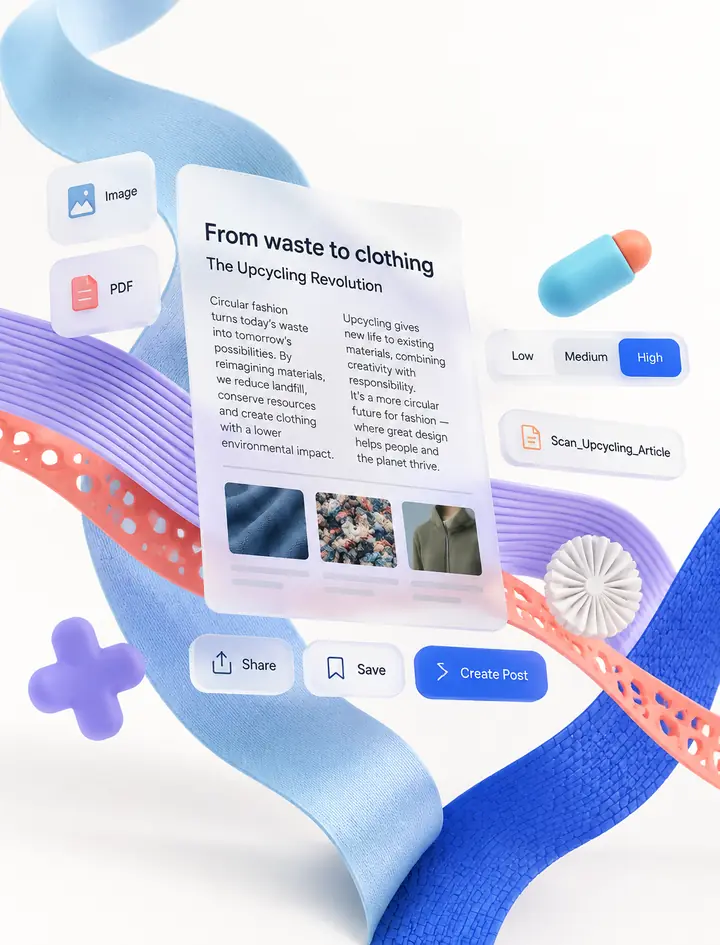 Image
PDF
From waste to clothing
The Upcycling Revolution
Circular fashion
turns today's waste
into tomorrow's
possibilities. By
reimagining materials,
we reduce landfill,
conserve resources
and create clothing
with a lower
environmental impact.
Upcycling gives
new life to existing
materials, combining
creativity with
responsibility.
It's a more circular
future for fashion —
where great design
helps people and
the planet thrive.
Low
Medium
High
Scan_Upcycling_Article
Share
Save
Create Post